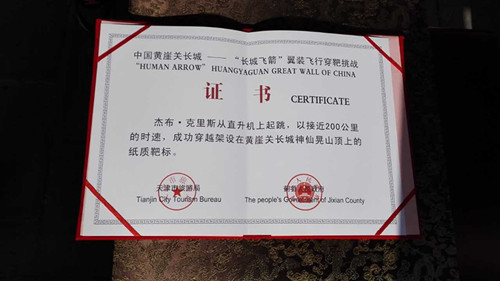 中国黄崖关长城——“长城飞箭”翼装飞行穿靶挑战
“HUMAN ARROW” HUANGYAGUAN GREAT WALL OF CHINA
证 书 CERTIFICATE
杰布·克里斯从直升机上起跳，以接近200公里
的时速，成功穿越架设在黄崖关长城神仙晃山顶上的
纸质靶标。
天津市旅游局 蓟县人民政府
Tianjin City Tourism Bureau The people's Government of Jixian County